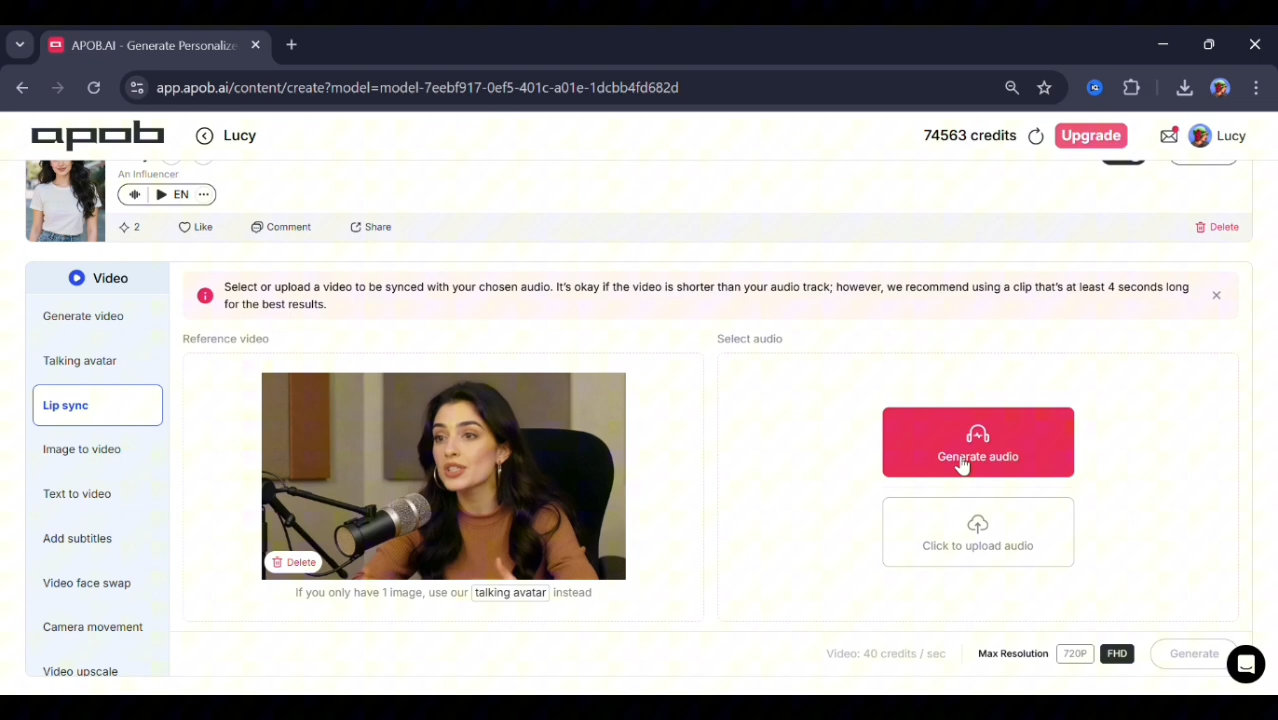 APOB.AI - Generate Personalize
app.apob.ai/content/create?model=model-7eebf917-0ef5-401c-a01e-1dcbb4fd682d
apob
Lucy
74563 credits
Upgrade
Lucy
An Influencer
EN
2
Like
Comment
Share
Delete
Video
Generate video
Talking avatar
Lip sync
Image to video
Text to video
Add subtitles
Video face swap
Camera movement
Video upscale
Select or upload a video to be synced with your chosen audio. It's okay if the video is shorter than your audio track; however, we recommend using a clip that's at least 4 seconds long
for the best results.
Reference video
Delete
If you only have 1 image, use our talking avatar instead
Select audio
Generate audio
Click to upload audio
Video: 40 credits / sec
Max Resolution
720P
FHD
Generate